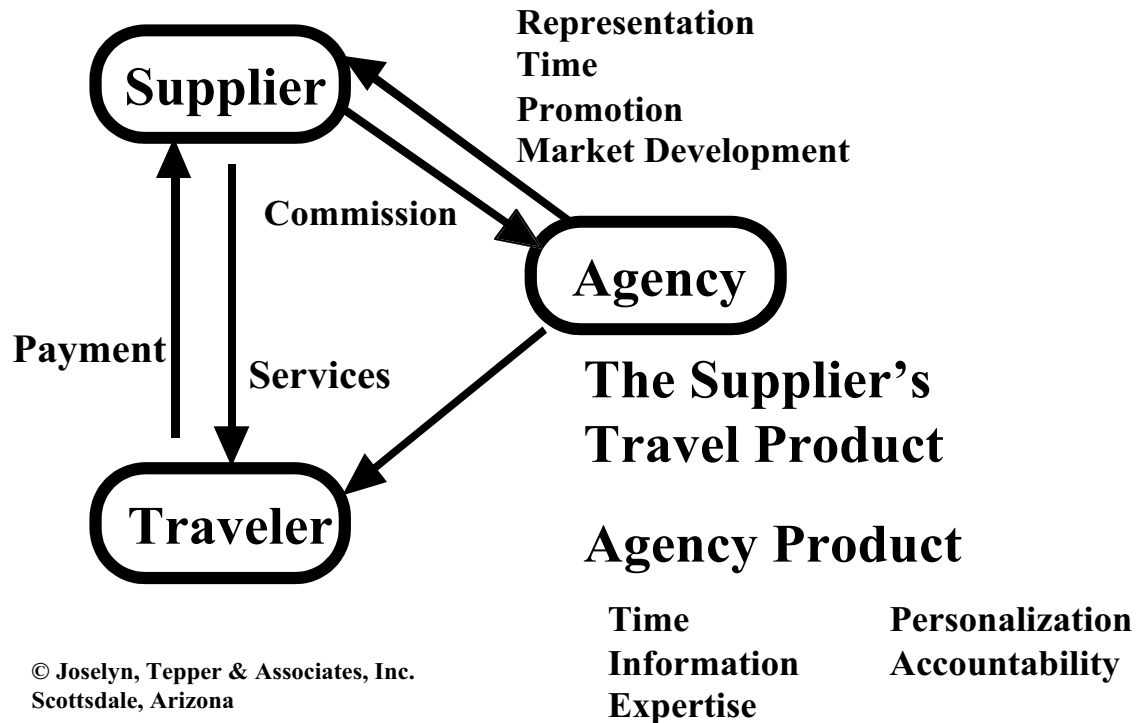 Representation
Time
Promotion
Market Development
Supplier
Commission
Agency
Payment
Services
The Supplier’s
Travel Product
Traveler
Agency Product
Time
Information
Expertise
Personalization
Accountability
© Joselyn, Tepper & Associates, Inc.
Scottsdale, Arizona